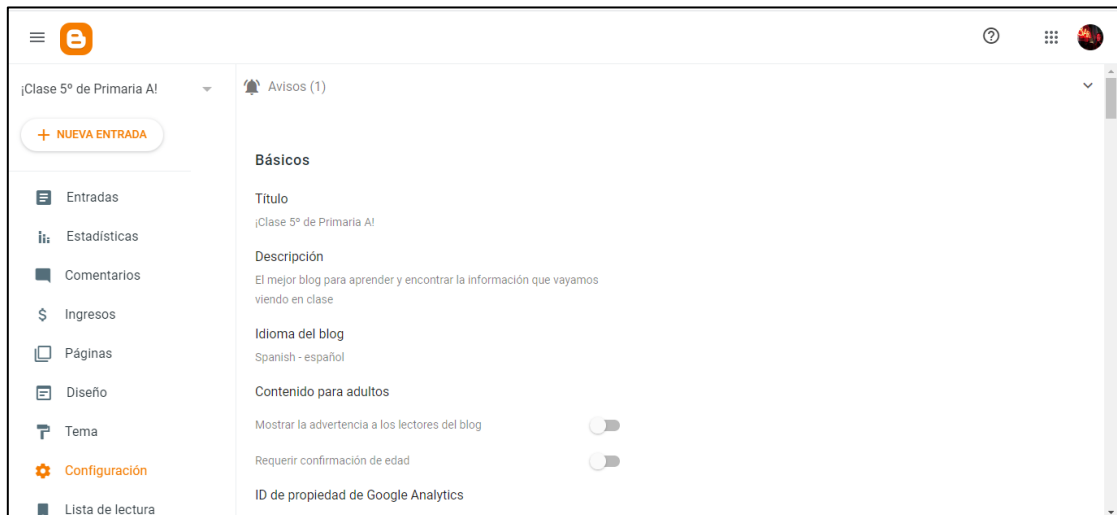 ¡Clase 5º de Primaria A!
NUEVA ENTRADA
Entradas
Estadísticas
Comentarios
Ingresos
Páginas
Diseño
Tema
Configuración
Lista de lectura
Avisos (1)
Básicos
Título
¡Clase 5º de Primaria A!
Descripción
El mejor blog para aprender y encontrar la información que vayamos
viendo en clase
Idioma del blog
Spanish - español
Contenido para adultos
Mostrar la advertencia a los lectores del blog
Requerir confirmación de edad
ID de propiedad de Google Analytics